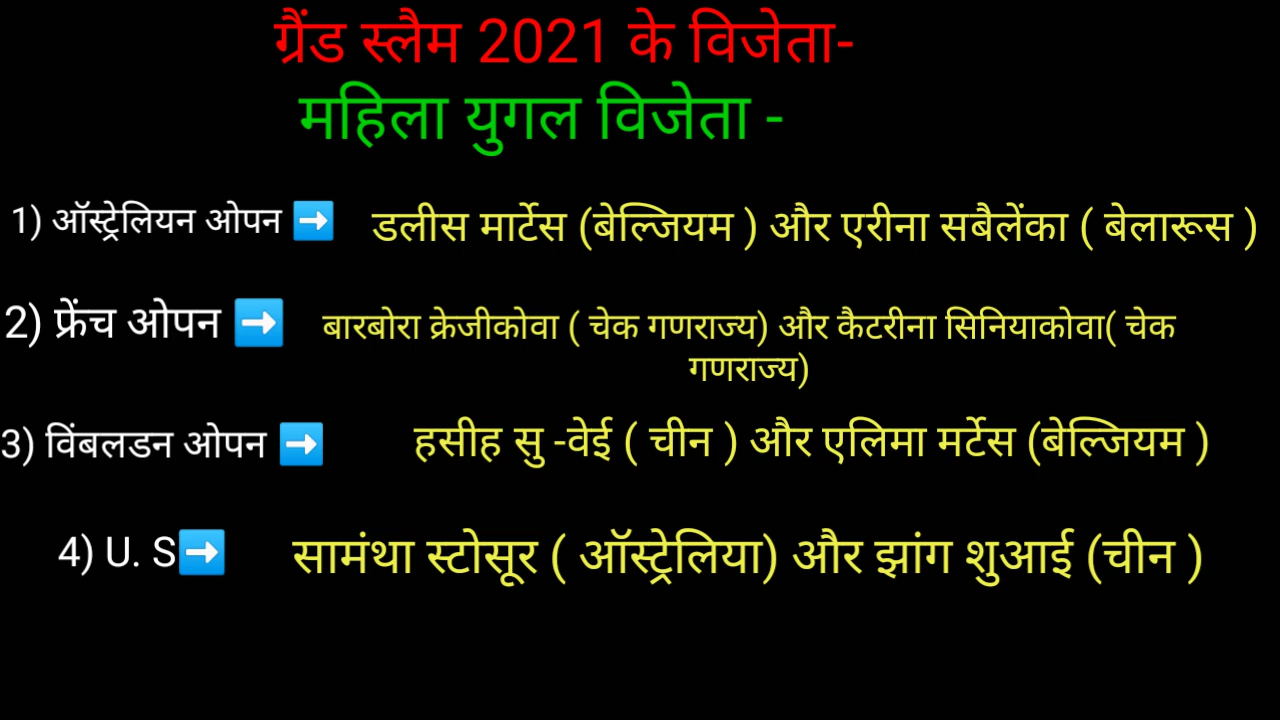 ग्रैंड स्लैम 2021 के विजेता-
महिला युगल विजेता -
1) ऑस्ट्रेलियन ओपन ➡️ डलीस मार्टेस (बेल्जियम ) और एरीना सबैलेंका ( बेलारूस )
2) फ्रेंच ओपन ➡️ बारबोरा क्रेजीकोवा ( चेक गणराज्य) और कैटरीना सिनियाकोवा( चेक
गणराज्य)
3) विंबलडन ओपन ➡️ हसीह सु -वेई ( चीन ) और एलिमा मर्टेस (बेल्जियम )
4) U. S➡️ सामंथा स्टोसूर ( ऑस्ट्रेलिया) और झांग शुआई (चीन )